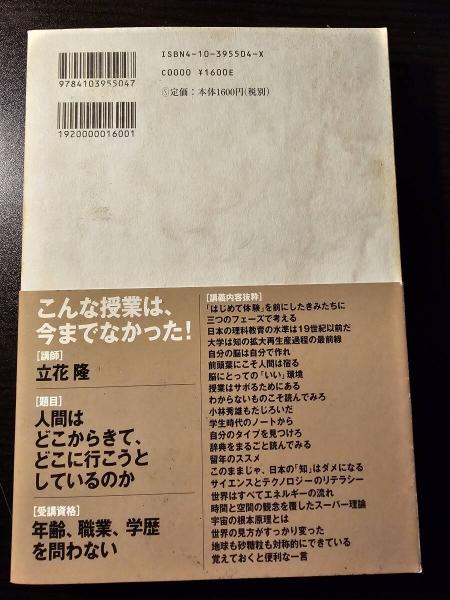 ISBN4-10-395504-X
C0000 ¥1600E
9784103955047
Ⓢ定価：本体1600円(税別)
1920000016001
こんな授業は、
今までなかった!
[講師]
立花 隆
[題目]
人間は
どこからきて、
どこに行こうと
しているのか
[受講資格]
年齢、職業、学歴
を問わない
[講義内容抜粋]
「はじめて体験」を前にしたきみたちに
三つのフェーズで考える
日本の理科教育の水準は19世紀以前だ
大学は知の拡大再生産過程の最前線
自分の脳は自分で作れ
前頭葉にこそ人間は宿る
脳にとっての「いい」環境
授業はサボるためにある
わからないものこそ読んでみろ
小林秀雄もたじろいだ
学生時代のノートから
自分のタイプを見つけろ
辞典をまるごと読んでみる
留年のススメ
このままじゃ、日本の「知」はダメになる
サイエンスとテクノロジーのリテラシー
世界はすべてエネルギーの流れ
時間と空間の観念を覆したスーパー理論
宇宙の根本原理とは
世界の見方がすっかり変った
地球も砂糖粒も対称的にできている
覚えておくと便利な一言